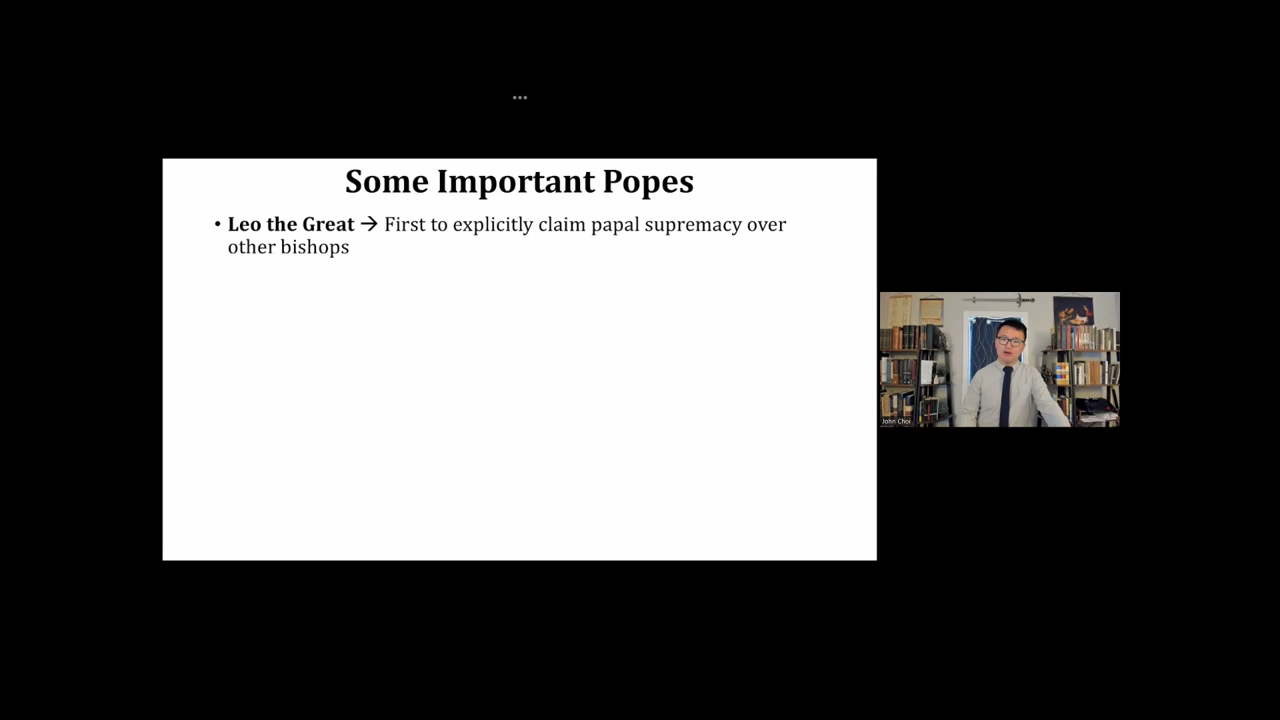 •••
Some Important Popes
• Leo the Great → First to explicitly claim papal supremacy over
other bishops
John Choi